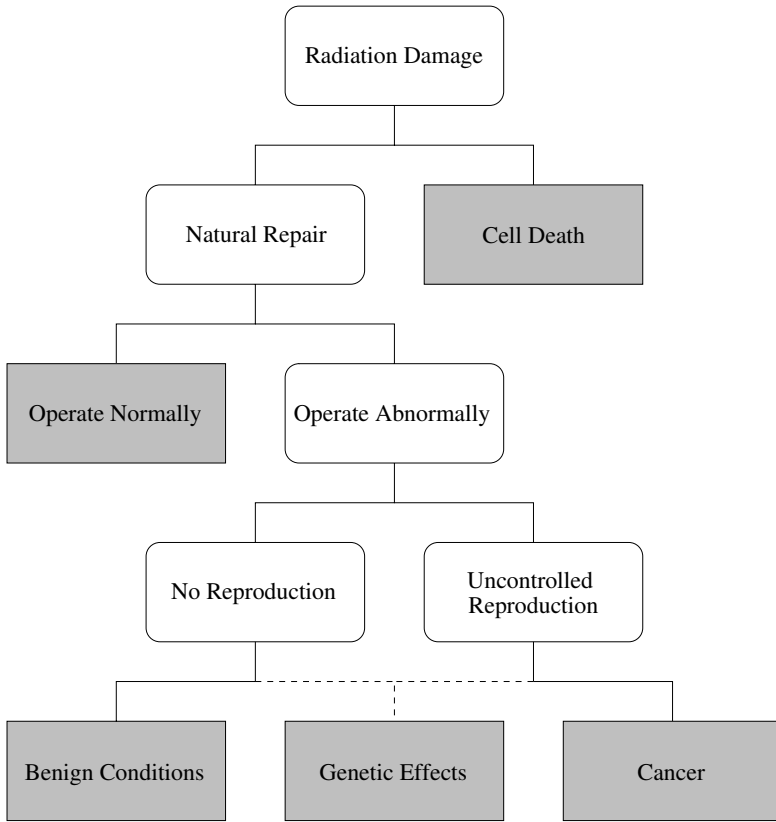 Radiation Damage
Natural Repair
Cell Death
Operate Normally
Operate Abnormally
No Reproduction
Uncontrolled
Reproduction
Benign Conditions
Genetic Effects
Cancer